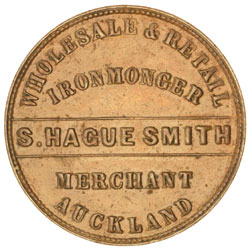 WHOLESALE & RETAIL
IRONMONGER
S. HAGUE SMITH
MERCHANT
AUCKLAND